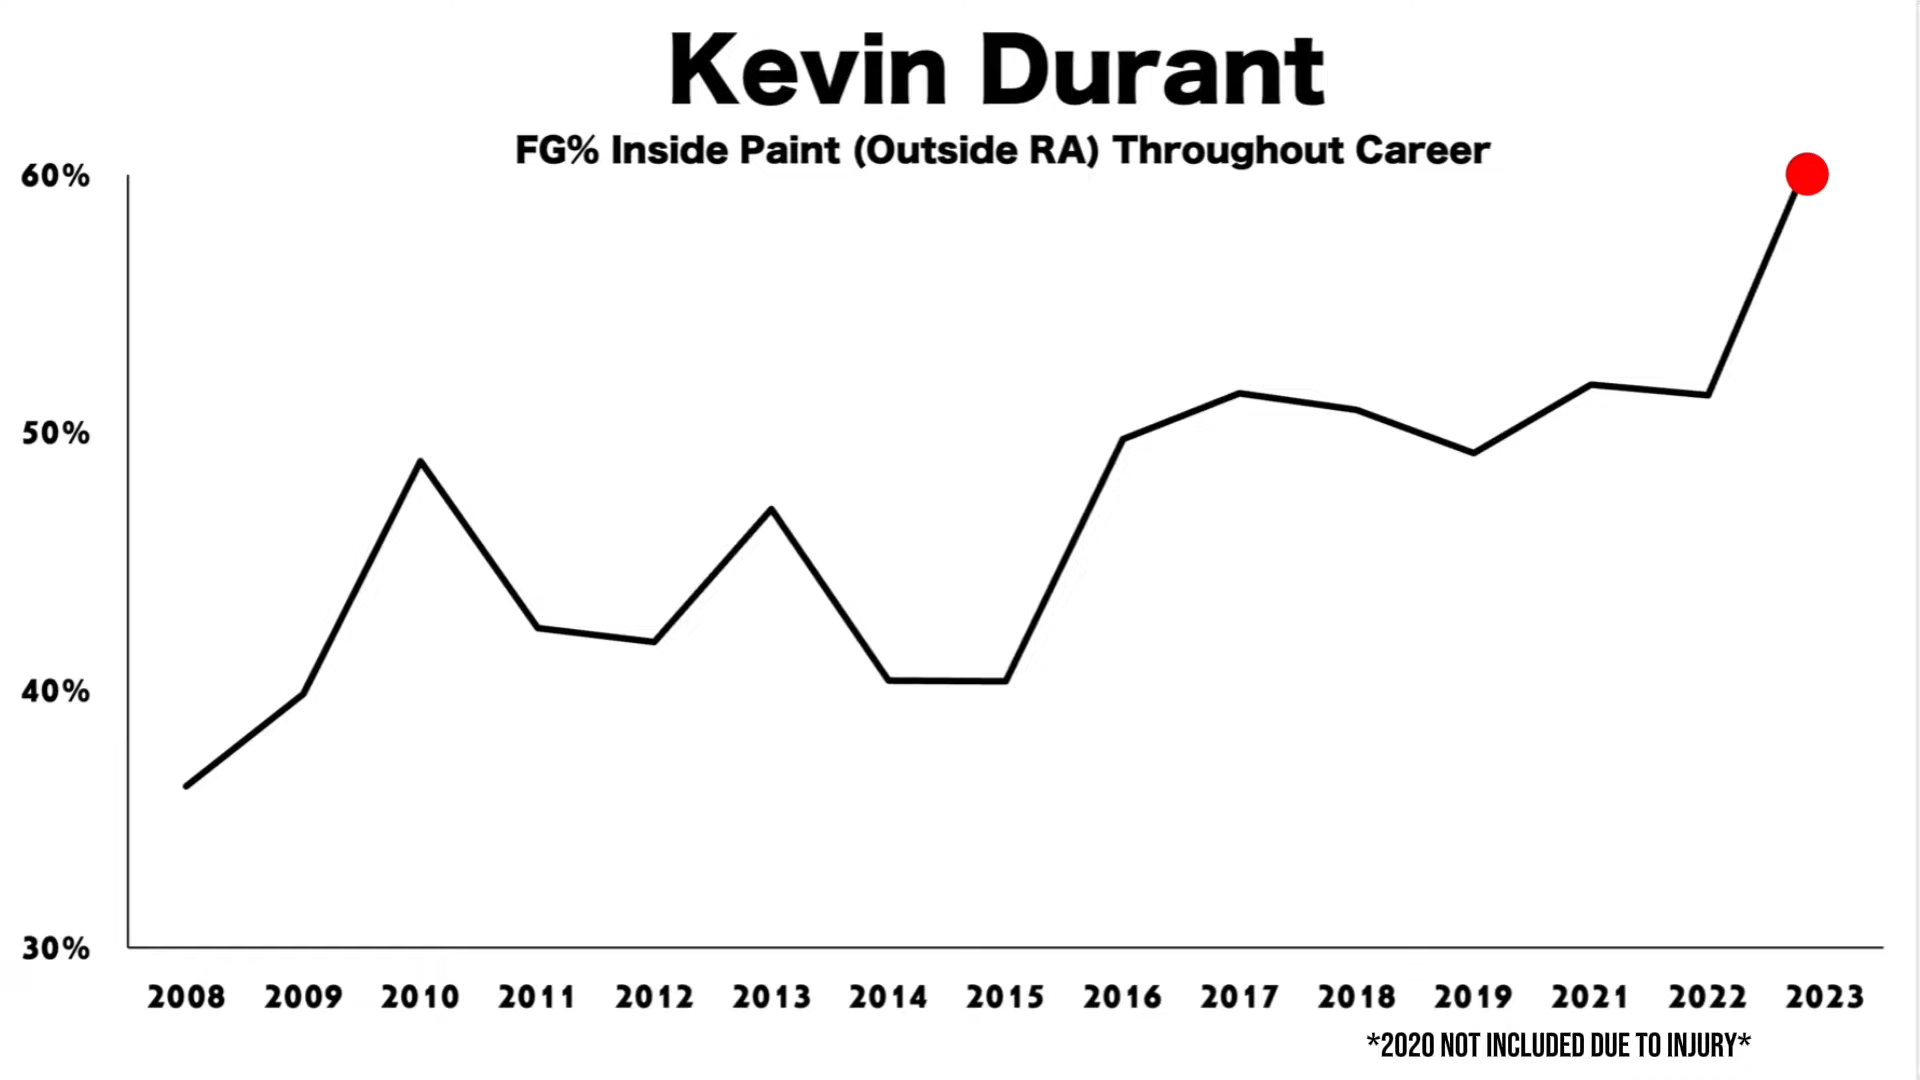 Kevin Durant
FG% Inside Paint (Outside RA) Throughout Career
60%
50%
40%
30%
2008 2009 2010 2011 2012 2013 2014 2015 2016 2017 2018 2019 2021 2022 2023
*2020 NOT INCLUDED DUE TO INJURY*